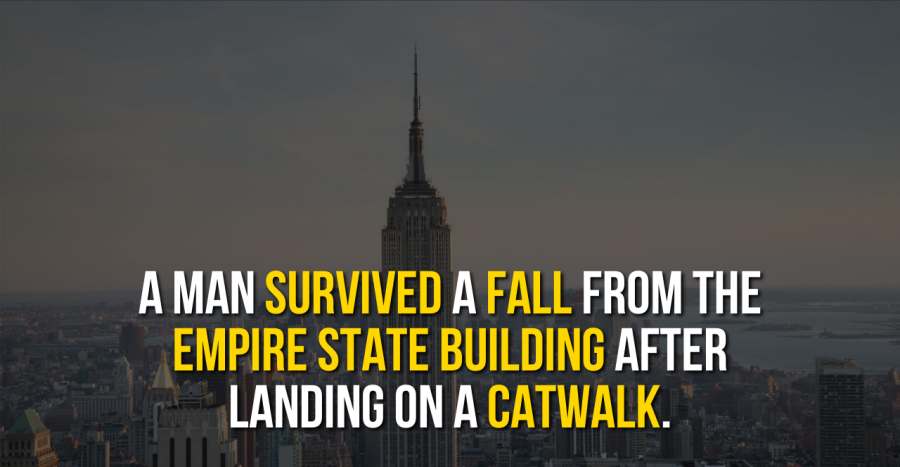 A MAN SURVIVED A FALL FROM THE
EMPIRE STATE BUILDING AFTER
LANDING ON A CATWALK.